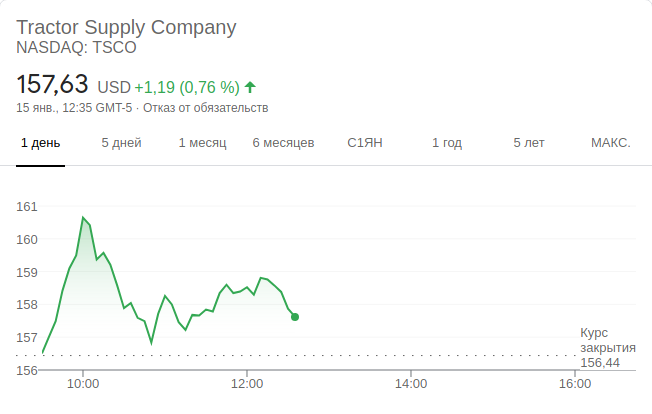 Tractor Supply Company
NASDAQ: TSCO
157,63 USD +1,19 (0,76 %)
15 янв., 12:35 GMT-5 · Отказ от обязательств
1 день 5 дней 1 месяц 6 месяцев С1ЯН 1 год 5 лет МАКС.
161
160
159
158
157
156
Курс
закрытия
156,44
10:00 12:00 14:00 16:00